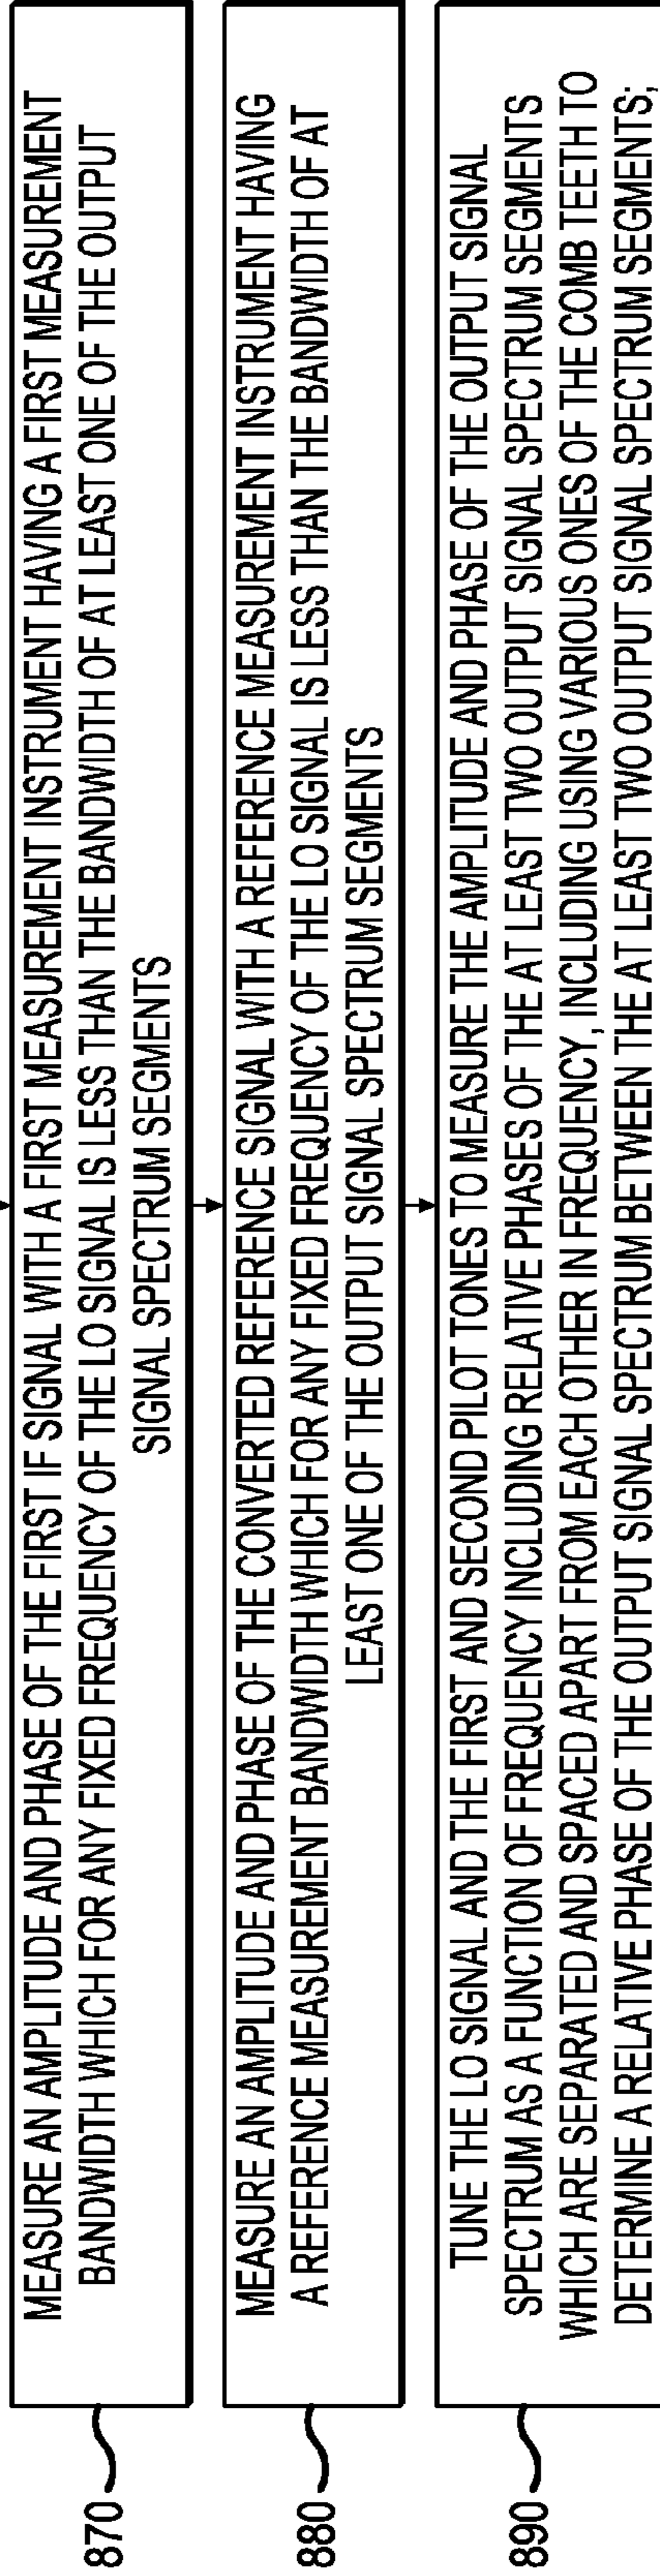 870
MEASURE AN AMPLITUDE AND PHASE OF THE FIRST IF SIGNAL WITH A FIRST MEASUREMENT INSTRUMENT HAVING A FIRST MEASUREMENT
BANDWIDTH WHICH FOR ANY FIXED FREQUENCY OF THE LO SIGNAL IS LESS THAN THE BANDWIDTH OF AT LEAST ONE OF THE OUTPUT
SIGNAL SPECTRUM SEGMENTS
880
MEASURE AN AMPLITUDE AND PHASE OF THE CONVERTED REFERENCE SIGNAL WITH A REFERENCE MEASUREMENT INSTRUMENT HAVING
A REFERENCE MEASUREMENT BANDWIDTH WHICH FOR ANY FIXED FREQUENCY OF THE LO SIGNAL IS LESS THAN THE BANDWIDTH OF AT
LEAST ONE OF THE OUTPUT SIGNAL SPECTRUM SEGMENTS
890
TUNE THE LO SIGNAL AND THE FIRST AND SECOND PILOT TONES TO MEASURE THE AMPLITUDE AND PHASE OF THE OUTPUT SIGNAL
SPECTRUM AS A FUNCTION OF FREQUENCY INCLUDING RELATIVE PHASES OF THE AT LEAST TWO OUTPUT SIGNAL SPECTRUM SEGMENTS
WHICH ARE SEPARATED AND SPACED APART FROM EACH OTHER IN FREQUENCY, INCLUDING USING VARIOUS ONES OF THE COMB TEETH TO
DETERMINE A RELATIVE PHASE OF THE OUTPUT SIGNAL SPECTRUM BETWEEN THE AT LEAST TWO OUTPUT SIGNAL SPECTRUM SEGMENTS;